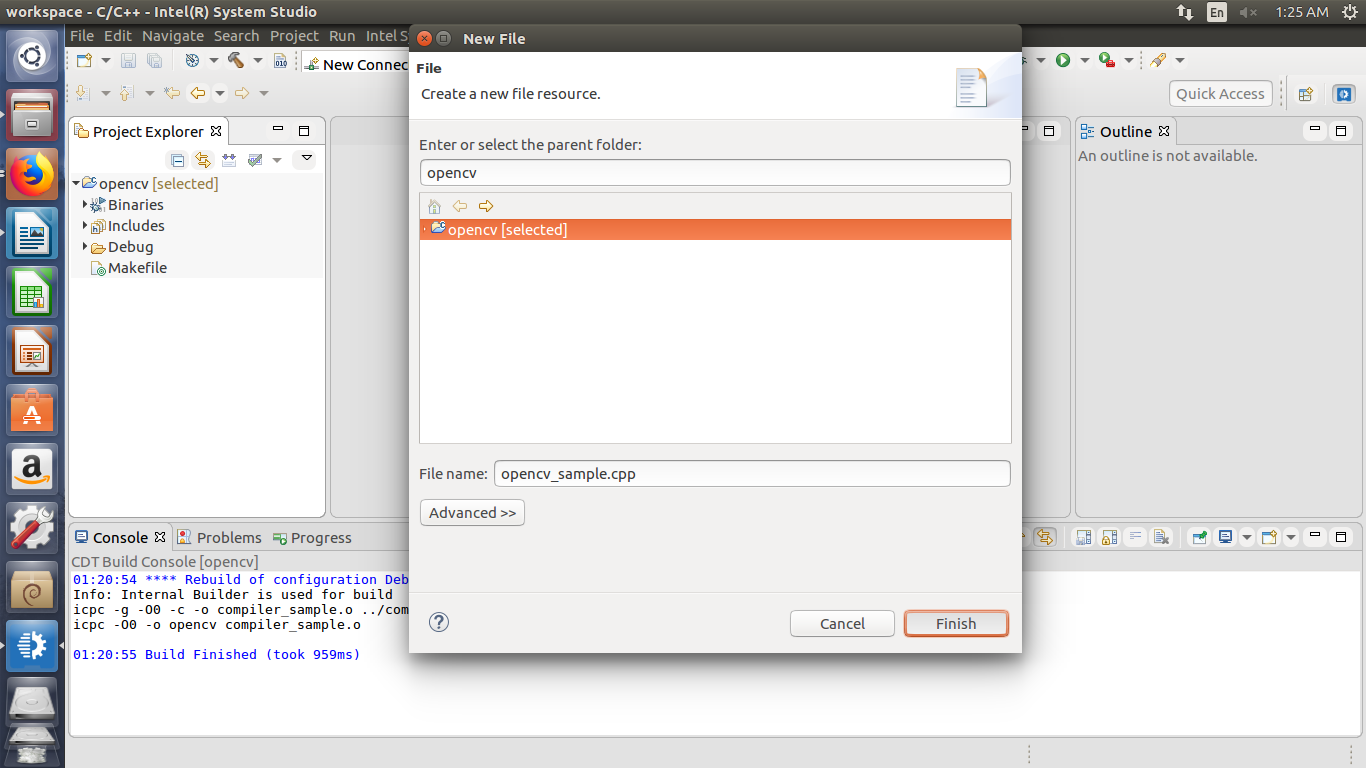 workspace - C/C++ - Intel(R) System Studio
En
1:25 AM
File Edit Navigate Search Project Run Intel S
New File
File
Create a new file resource.
New Connec
010
Quick Access
Project Explorer
Outline
An outline is not available.
opencv [selected]
Binaries
Includes
Debug
Makefile
Enter or select the parent folder:
opencv
opencv [selected]
File name: opencv_sample.cpp
Advanced >>
Console
Problems
Progress
CDT Build Console [opencv]
01:20:54 **** Rebuild of configuration Deb
Info: Internal Builder is used for build
icpc -g -O0 -c -o compiler_sample.o ../com
icpc -O0 -o opencv compiler_sample.o
01:20:55 Build Finished (took 959ms)
?
Cancel
Finish